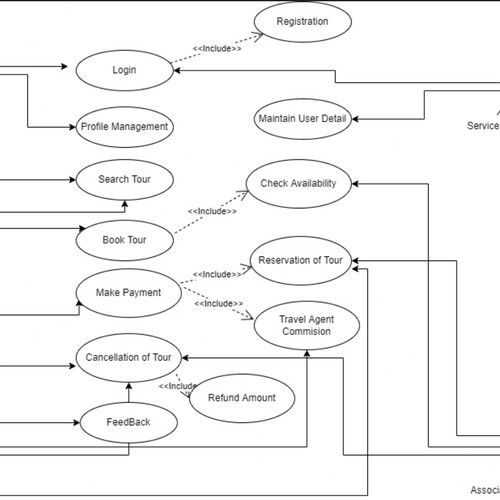 Registration
<<Include>>
Login
Profile Management
Maintain User Detail
Service
Search Tour
Check Availability
<<Include>>
Book Tour
Reservation of Tour
<<Include>>
Make Payment
<<Include>>
Travel Agent
Commision
Cancellation of Tour
<<Include
Refund Amount
FeedBack
Associ